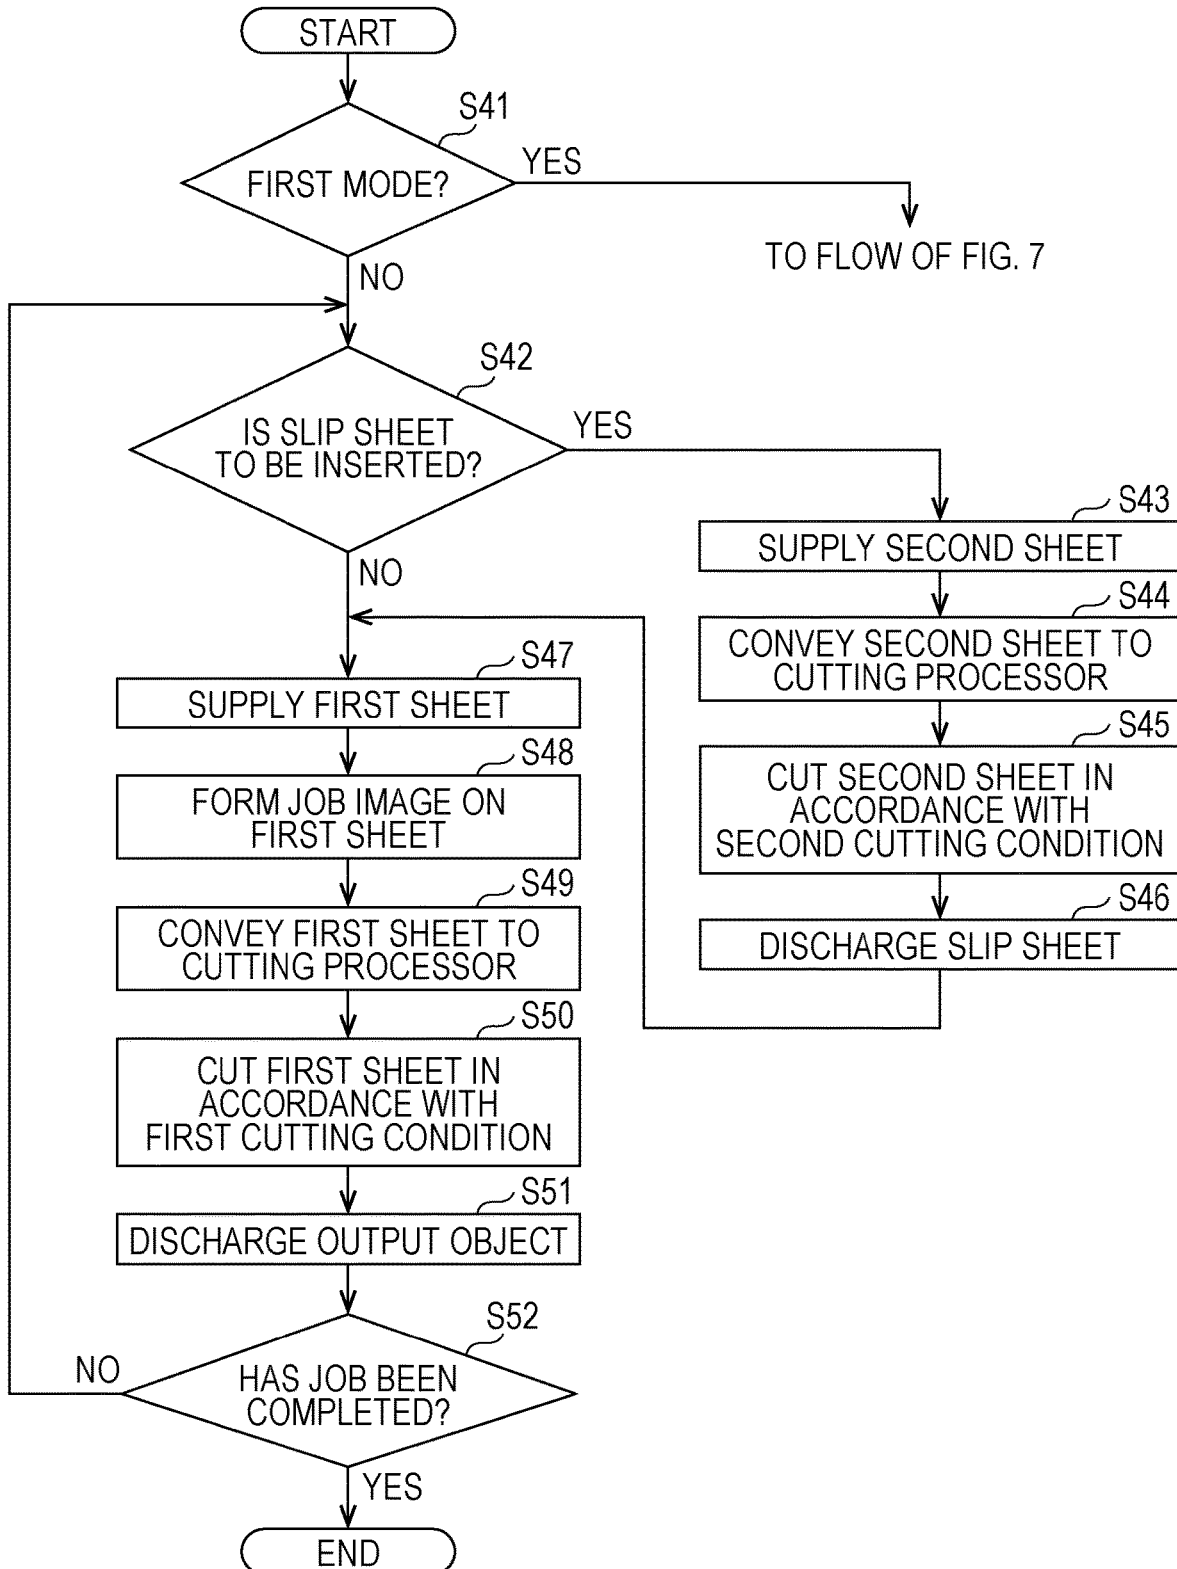 START
S41
FIRST MODE?
YES
TO FLOW OF FIG. 7
NO
S42
IS SLIP SHEET
TO BE INSERTED?
YES
NO
S43
SUPPLY SECOND SHEET
S44
CONVEY SECOND SHEET TO
CUTTING PROCESSOR
S45
CUT SECOND SHEET IN
ACCORDANCE WITH
SECOND CUTTING CONDITION
S46
DISCHARGE SLIP SHEET
S47
SUPPLY FIRST SHEET
S48
FORM JOB IMAGE ON
FIRST SHEET
S49
CONVEY FIRST SHEET TO
CUTTING PROCESSOR
S50
CUT FIRST SHEET IN
ACCORDANCE WITH
FIRST CUTTING CONDITION
S51
DISCHARGE OUTPUT OBJECT
S52
HAS JOB BEEN
COMPLETED?
NO
YES
END